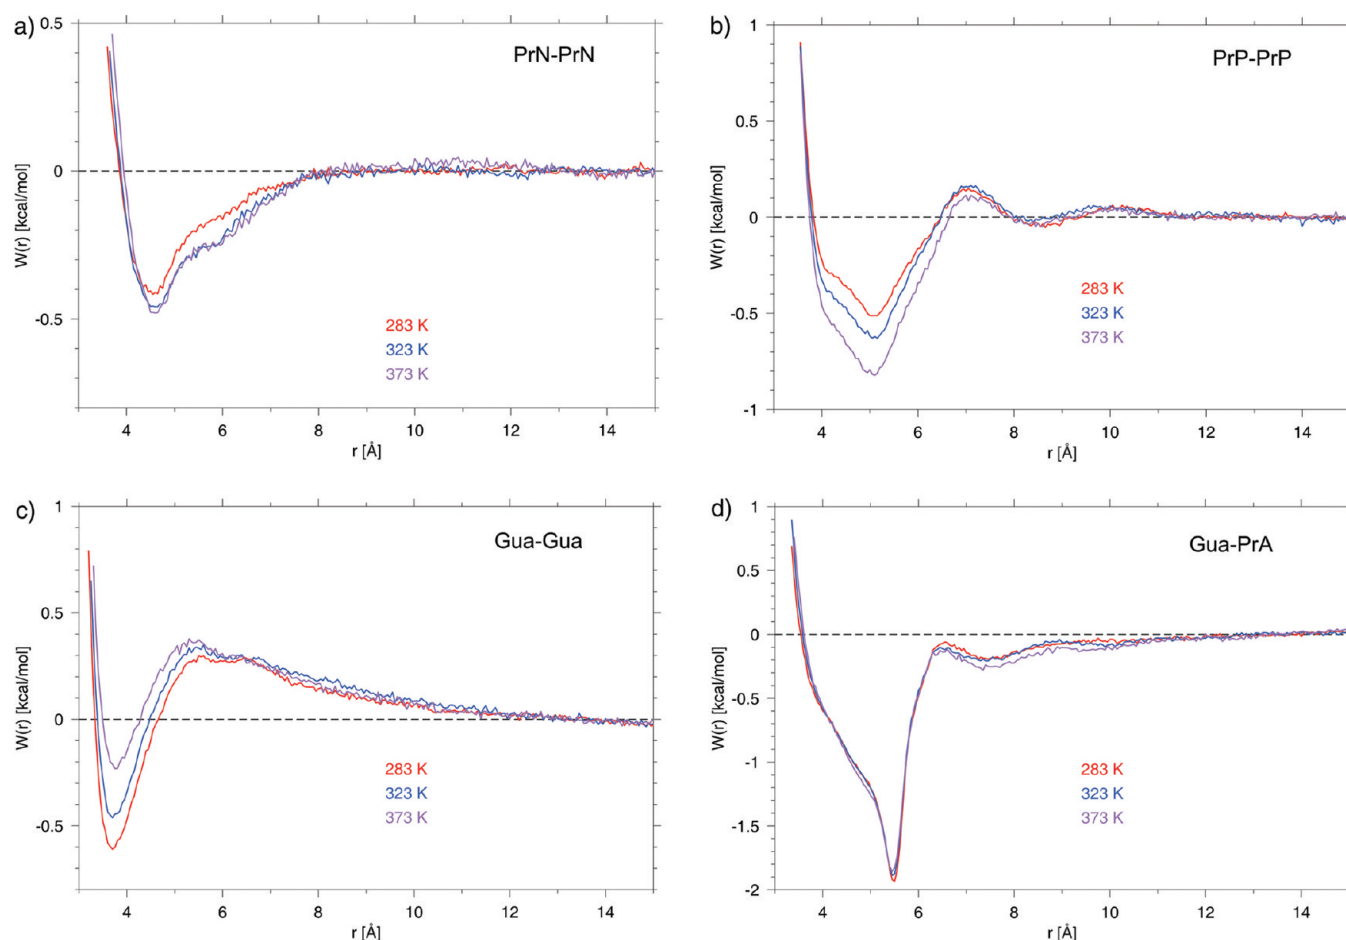 a)
PrN-PrN
0.5
0
-0.5
W(r) [kcal/mol]
283 K
323 K
373 K
4 6 8 10 12 14
r [Å]
b)
PrP-PrP
1
0.5
0
-0.5
-1
W(r) [kcal/mol]
283 K
323 K
373 K
4 6 8 10 12 14
r [Å]
c)
Gua-Gua
1
0.5
0
-0.5
W(r) [kcal/mol]
283 K
323 K
373 K
4 6 8 10 12 14
r [Å]
d)
Gua-PrA
1
0.5
0
-0.5
-1
-1.5
-2
W(r) [kcal/mol]
283 K
323 K
373 K
4 6 8 10 12 14
r [Å]